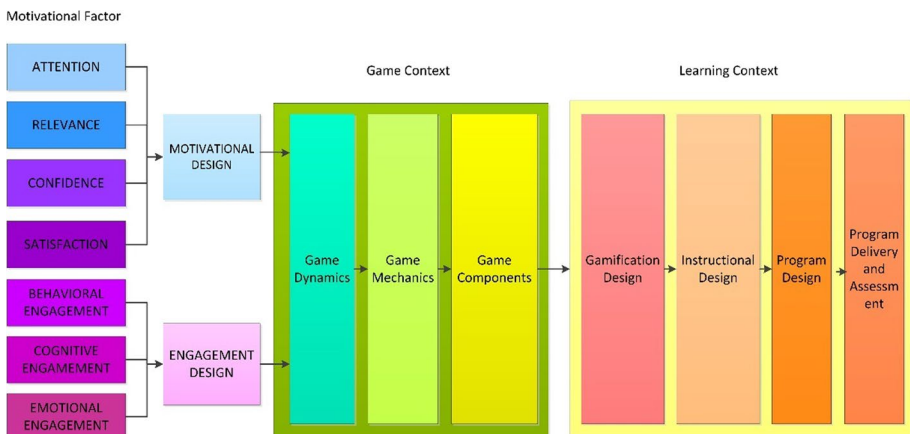 Motivational Factor
ATTENTION
RELEVANCE
CONFIDENCE
SATISFACTION
BEHAVIORAL
ENGAGEMENT
COGNITIVE
ENGAMEMENT
EMOTIONAL
ENGAGEMENT
MOTIVATIONAL
DESIGN
ENGAGEMENT
DESIGN
Game Context
Game
Dynamics
Game
Mechanics
Game
Components
Learning Context
Gamification
Design
Instructional
Design
Program
Design
Program
Delivery
and
Assessm
ent